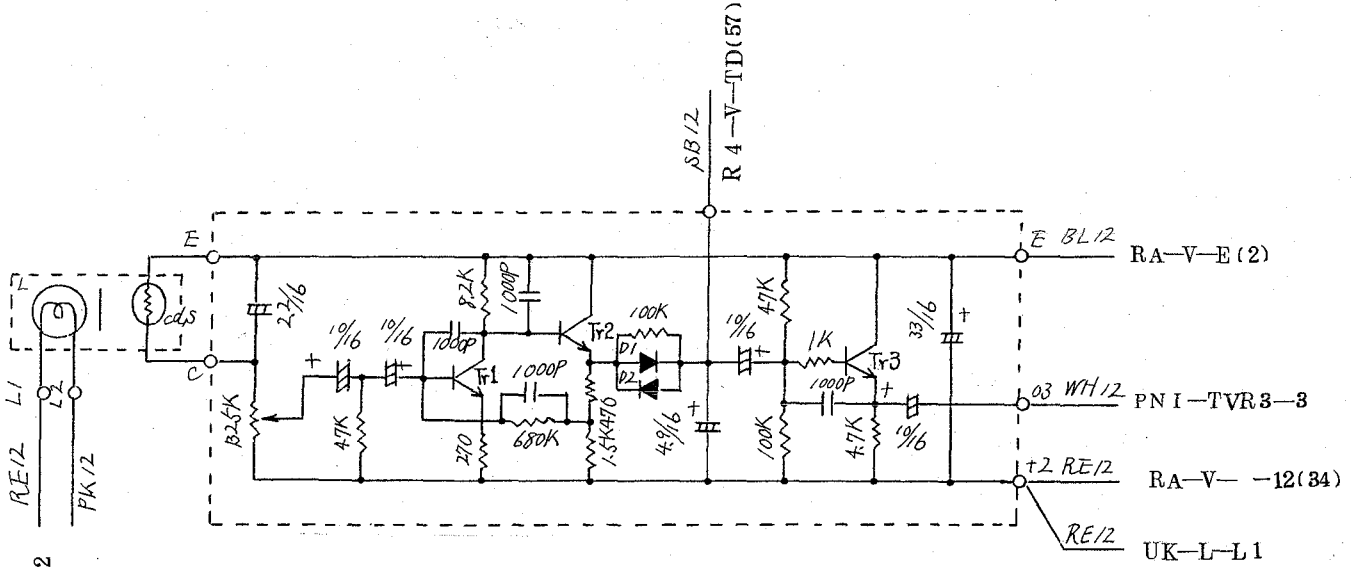 R4-V-TD(57)
SB12
E
E BL12
RA-V-E(2)
L
cds
2.2/16
8.2K
1000P
Tr2
100K
D1
D2
10/16
47K
1K
Tr3
33/16
C
10/16
10/16
1000P
Tr1
1000P
1000P
L1
L2
B25K
47K
270
680K
1.5K
470
4.9/16
100K
4.7K
10/16
03 WH12
PNI-TVR3-3
RE12
PK12
+2 RE12
RA-V- -12(34)
RE12
UK-L-L1
2